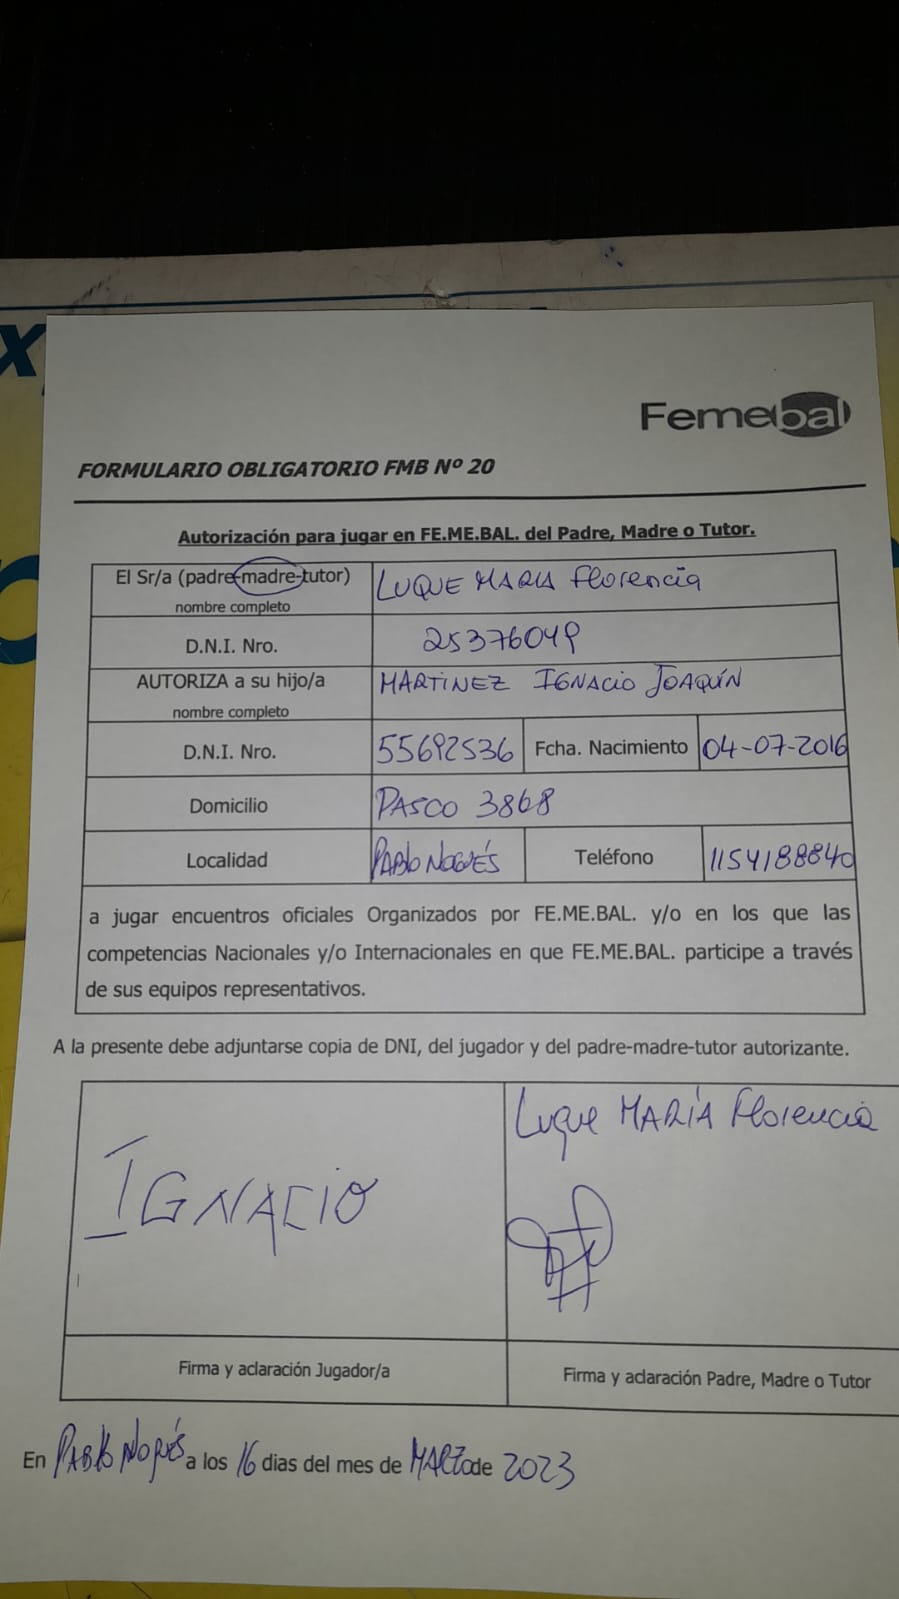 x
Femebal
FORMULARIO OBLIGATORIO FMB Nº 20
Autorización para jugar en FE.ME.BAL. del Padre, Madre o Tutor.
El Sr/a (padre-madre-tutor) LUQUE MARIA Florencia
nombre completo
D.N.I. Nro. 25376049
AUTORIZA a su hijo/a MARTINEZ IGNACIO JOAQUÍN
nombre completo
D.N.I. Nro. 55692536 Fcha. Nacimiento 04-07-2016
Domicilio PASCO 3868
Localidad PABLO NOGUÉS Teléfono 1154188840
a jugar encuentros oficiales Organizados por FE.ME.BAL. y/o en los que las
competencias Nacionales y/o Internacionales en que FE.ME.BAL. participe a través
de sus equipos representativos.
A la presente debe adjuntarse copia de DNI, del jugador y del padre-madre-tutor autorizante.
Luque MARÍA Florencia
IGNACIO
Firma y aclaración Jugador/a Firma y aclaración Padre, Madre o Tutor
En PABLO NOGUÉS a los 16 dias del mes de MARZO de 2023